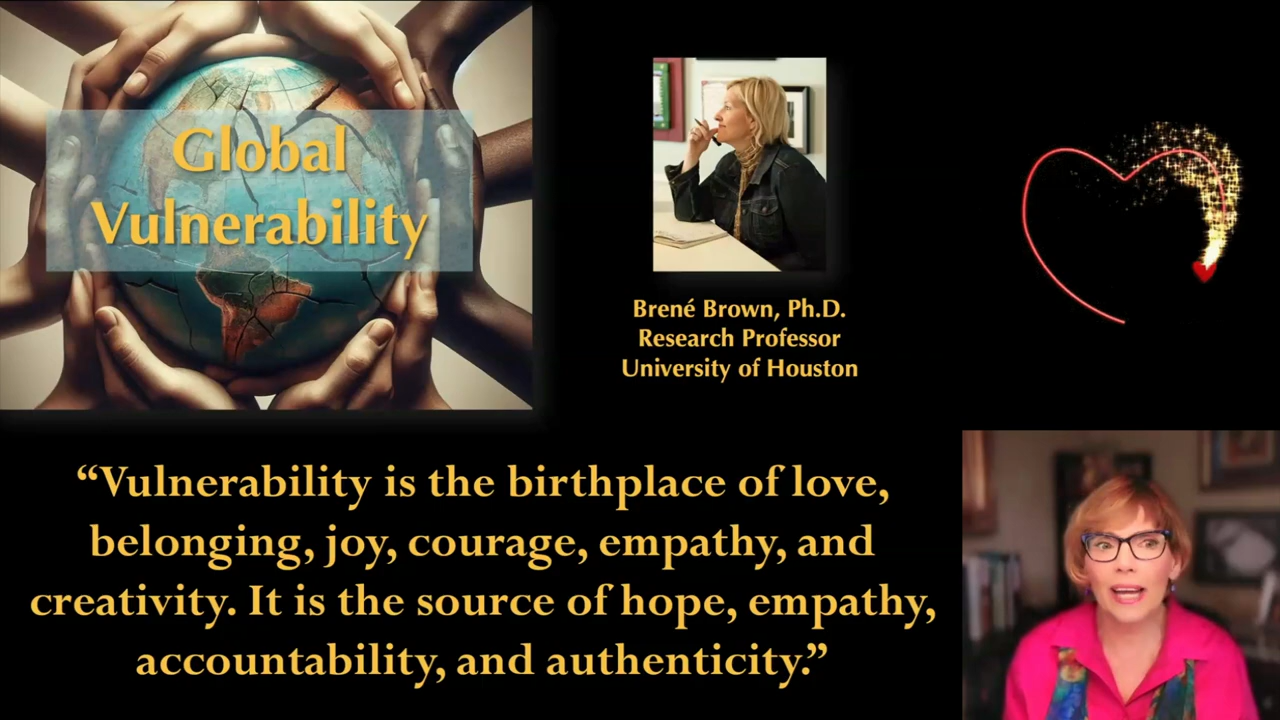 Global
Vulnerability
Brené Brown, Ph.D.
Research Professor
University of Houston
“Vulnerability is the birthplace of love,
belonging, joy, courage, empathy, and
creativity. It is the source of hope, empathy,
accountability, and authenticity.”